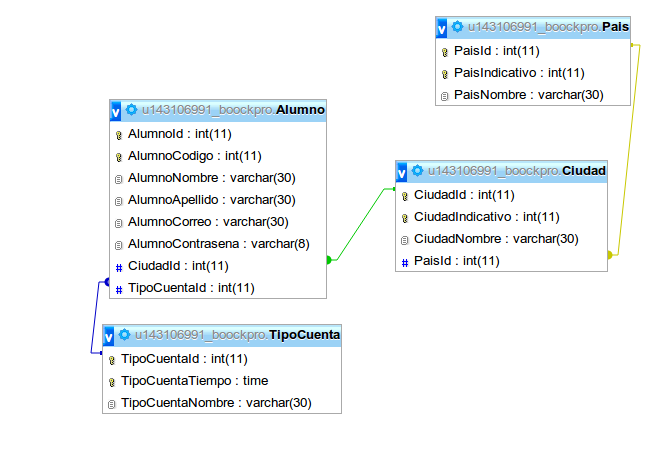 u143106991_boockpro.Pais
PaisId : int(11)
PaisIndicativo : int(11)
PaisNombre : varchar(30)
u143106991_boockpro.Alumno
AlumnoId : int(11)
AlumnoCodigo : int(11)
AlumnoNombre : varchar(30)
AlumnoApellido : varchar(30)
AlumnoCorreo : varchar(30)
AlumnoContrasena : varchar(8)
# CiudadId : int(11)
# TipoCuentaId : int(11)
u143106991_boockpro.Ciudad
CiudadId : int(11)
CiudadIndicativo : int(11)
CiudadNombre : varchar(30)
# PaisId : int(11)
u143106991_boockpro.TipoCuenta
TipoCuentaId : int(11)
TipoCuentaTiempo : time
TipoCuentaNombre : varchar(30)